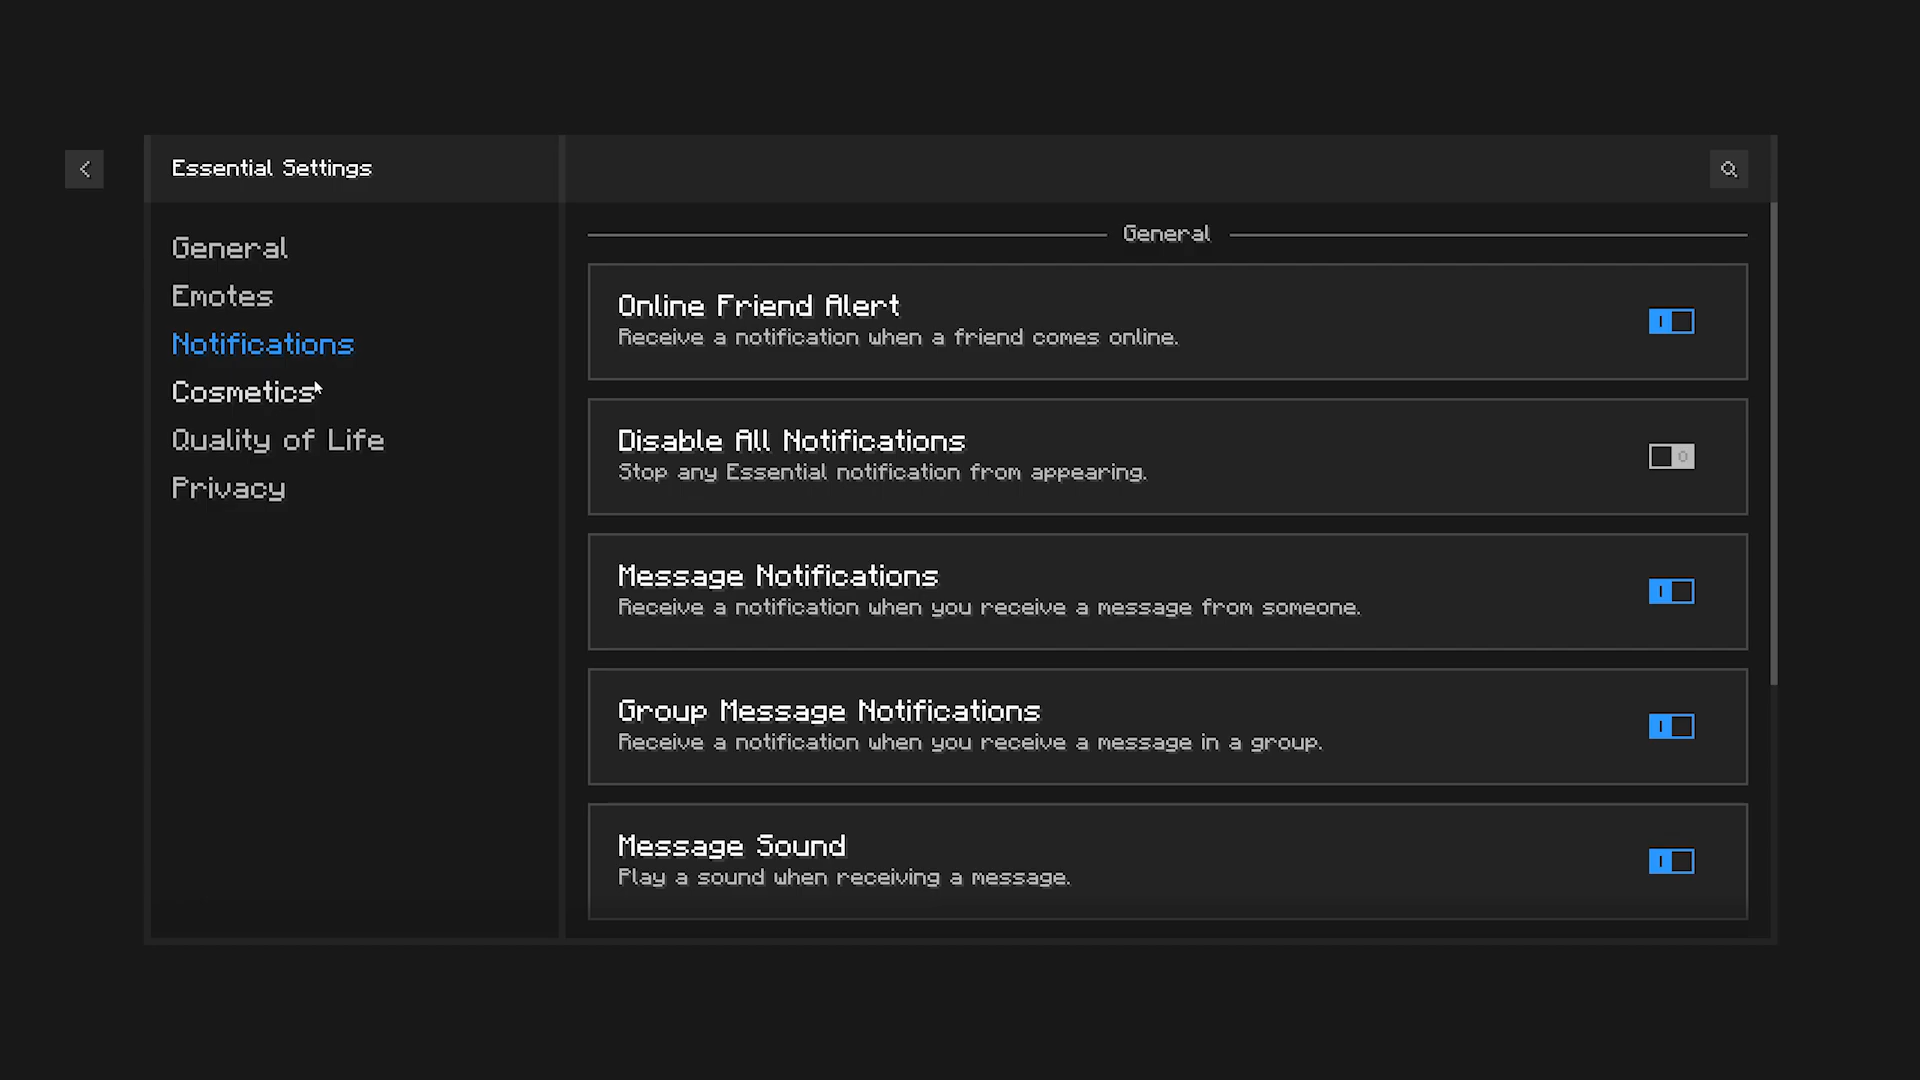 Essential Settings
General
Emotes
Notifications
Cosmetics
Quality of Life
Privacy
General
Online Friend Alert
Receive a notification when a friend comes online.
Disable All Notifications
Stop any Essential notification from appearing.
Message Notifications
Receive a notification when you receive a message from someone.
Group Message Notifications
Receive a notification when you receive a message in a group.
Message Sound
Play a sound when receiving a message.